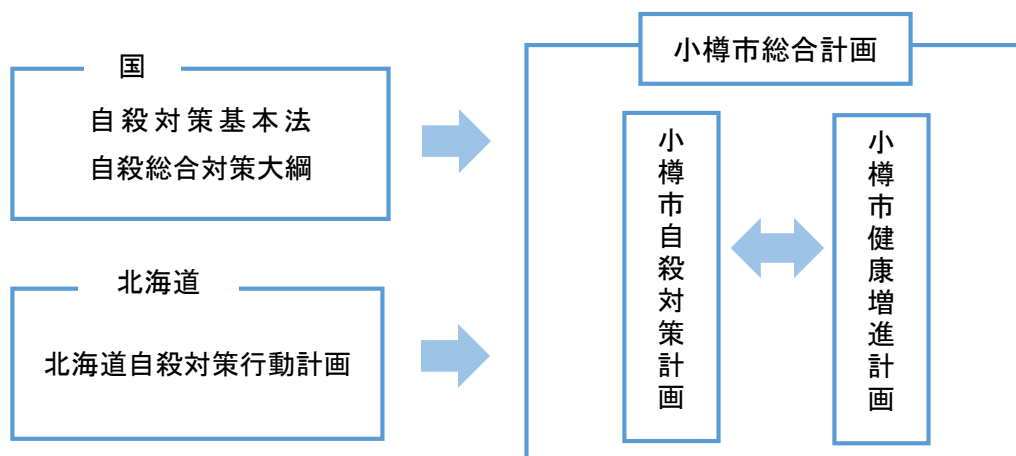 国
自殺対策基本法
自殺総合対策大綱
北海道
北海道自殺対策行動計画
小樽市総合計画
小樽市自殺対策計画
小樽市健康増進計画